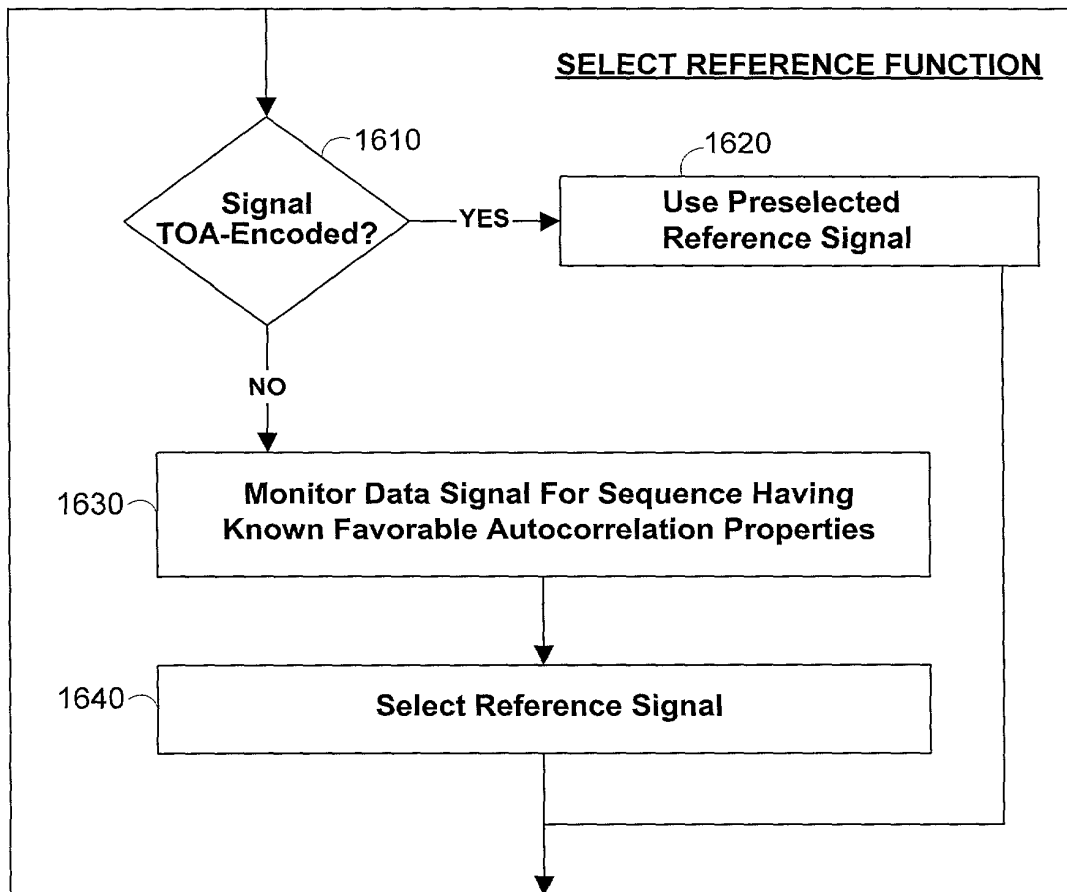 SELECT REFERENCE FUNCTION
1610
Signal
TOA-Encoded?
YES
1620
Use Preselected
Reference Signal
NO
1630
Monitor Data Signal For Sequence Having
Known Favorable Autocorrelation Properties
1640
Select Reference Signal